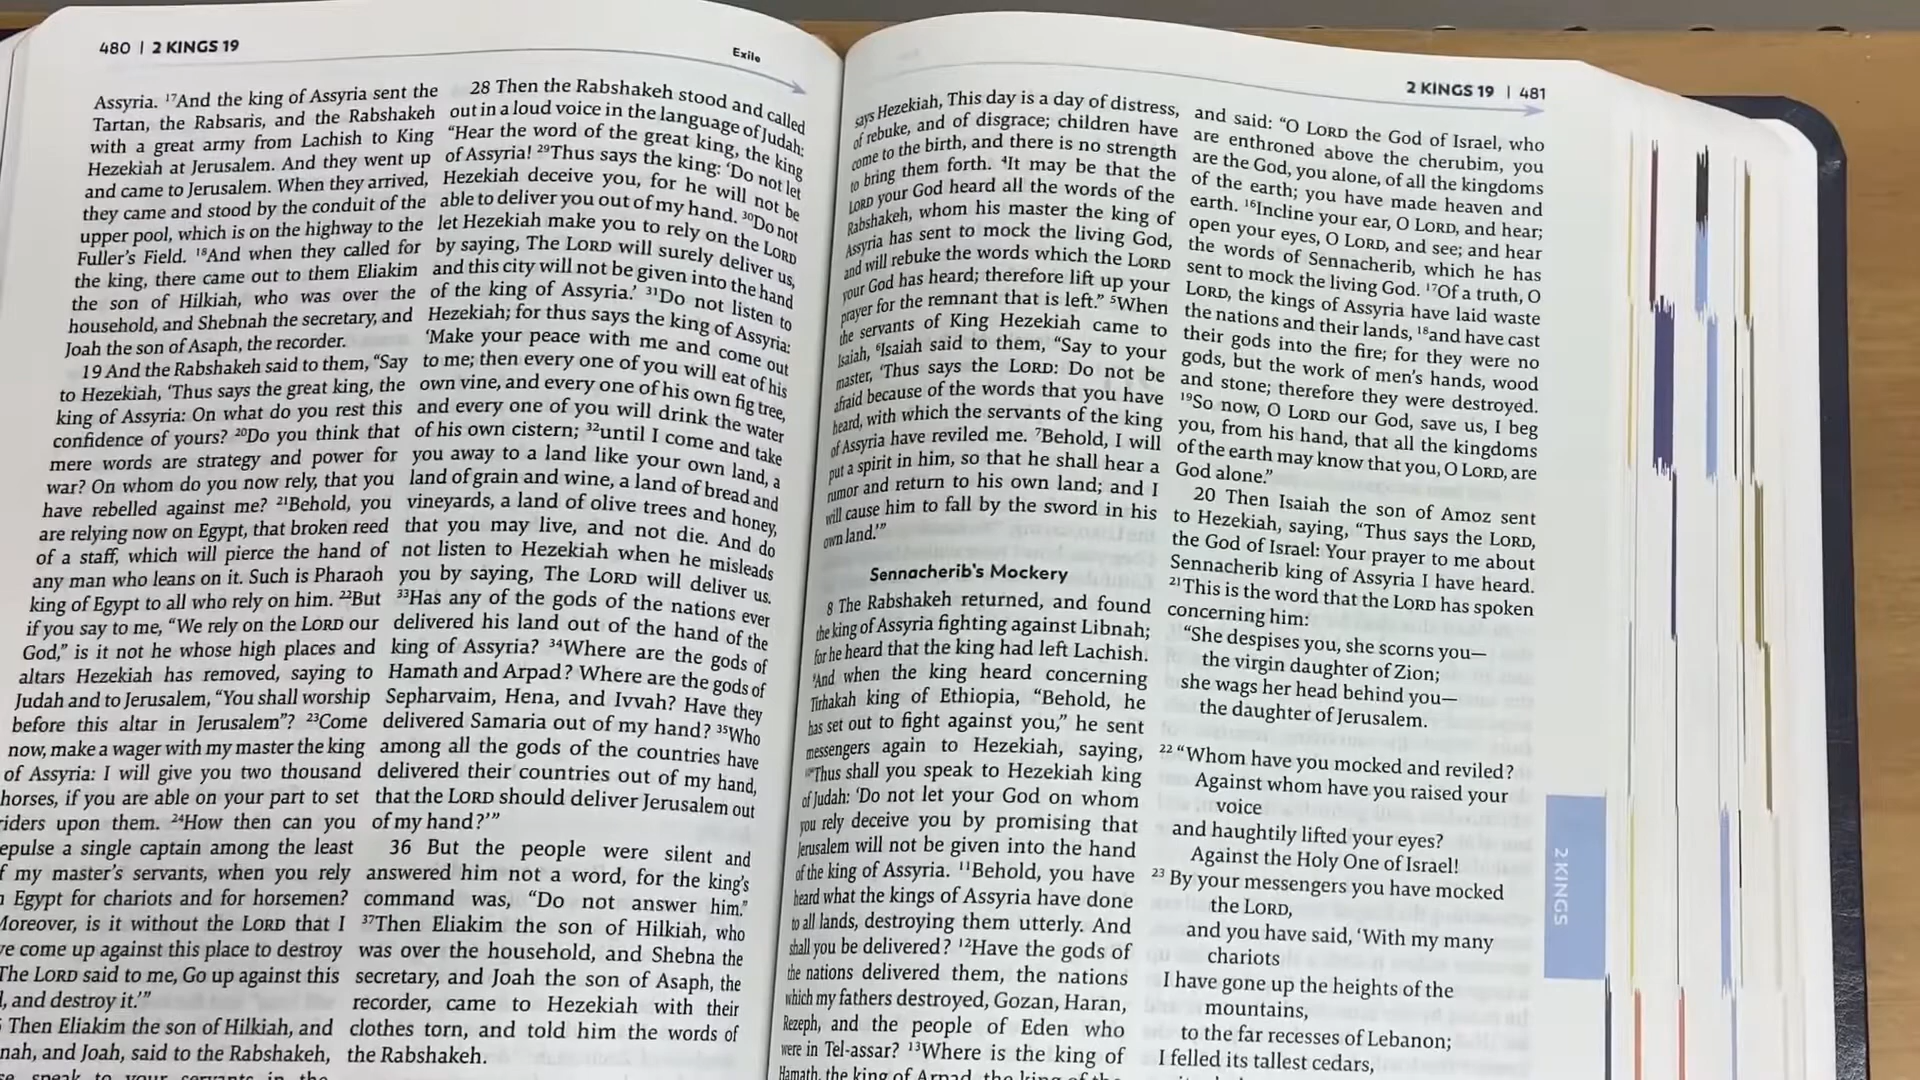 480 | 2 KINGS 19
Exile
Assyria. ¹⁷And the king of Assyria sent the
Tartan, the Rabsaris, and the Rabshakeh
with a great army from Lachish to King
Hezekiah at Jerusalem. And they went up
and came to Jerusalem. When they arrived,
they came and stood by the conduit of the
upper pool, which is on the highway to the
Fuller's Field. ¹⁸And when they called for
the king, there came out to them Eliakim
the son of Hilkiah, who was over the
household, and Shebnah the secretary, and
Joah the son of Asaph, the recorder.
19 And the Rabshakeh said to them, “Say
to Hezekiah, ‘Thus says the great king, the
king of Assyria: On what do you rest this
confidence of yours? ²⁰Do you think that
mere words are strategy and power for
war? On whom do you now rely, that you
have rebelled against me? ²¹Behold, you
are relying now on Egypt, that broken reed
of a staff, which will pierce the hand of
any man who leans on it. Such is Pharaoh
king of Egypt to all who rely on him. ²²But
if you say to me, “We rely on the LORD our
God,” is it not he whose high places and
altars Hezekiah has removed, saying to
Judah and to Jerusalem, “You shall worship
before this altar in Jerusalem”? ²³Come
now, make a wager with my master the king
of Assyria: I will give you two thousand
horses, if you are able on your part to set
riders upon them. ²⁴How then can you
epulse a single captain among the least
f my master's servants, when you rely
n Egypt for chariots and for horsemen?
Moreover, is it without the LORD that I
ve come up against this place to destroy
The LORD said to me, Go up against this
, and destroy it.’”
Then Eliakim the son of Hilkiah, and
nah, and Joah, said to the Rabshakeh,
speak to your servants in the
28 Then the Rabshakeh stood and called
out in a loud voice in the language of Judah:
“Hear the word of the great king, the king
of Assyria! ²⁹Thus says the king: ‘Do not let
Hezekiah deceive you, for he will not be
able to deliver you out of my hand. ³⁰Do not
let Hezekiah make you to rely on the LORD
by saying, The LORD will surely deliver us,
and this city will not be given into the hand
of the king of Assyria.’ ³¹Do not listen to
Hezekiah; for thus says the king of Assyria:
‘Make your peace with me and come out
to me; then every one of you will eat of his
own vine, and every one of his own fig tree,
and every one of you will drink the water
of his own cistern; ³²until I come and take
you away to a land like your own land, a
land of grain and wine, a land of bread and
vineyards, a land of olive trees and honey,
that you may live, and not die. And do
not listen to Hezekiah when he misleads
you by saying, The LORD will deliver us.
³³Has any of the gods of the nations ever
delivered his land out of the hand of the
king of Assyria? ³⁴Where are the gods of
Hamath and Arpad? Where are the gods of
Sepharvaim, Hena, and Ivvah? Have they
delivered Samaria out of my hand? ³⁵Who
among all the gods of the countries have
delivered their countries out of my hand,
that the LORD should deliver Jerusalem out
of my hand?’”
36 But the people were silent and
answered him not a word, for the king's
command was, “Do not answer him.”
³⁷Then Eliakim the son of Hilkiah, who
was over the household, and Shebna the
secretary, and Joah the son of Asaph, the
recorder, came to Hezekiah with their
clothes torn, and told him the words of
the Rabshakeh.
2 KINGS 19 | 481
says Hezekiah, This day is a day of distress,
of rebuke, and of disgrace; children have
come to the birth, and there is no strength
to bring them forth. ⁴It may be that the
LORD your God heard all the words of the
Rabshakeh, whom his master the king of
Assyria has sent to mock the living God,
and will rebuke the words which the LORD
your God has heard; therefore lift up your
prayer for the remnant that is left.” ⁵When
the servants of King Hezekiah came to
Isaiah, ⁶Isaiah said to them, “Say to your
master, ‘Thus says the LORD: Do not be
afraid because of the words that you have
heard, with which the servants of the king
of Assyria have reviled me. ⁷Behold, I will
put a spirit in him, so that he shall hear a
rumor and return to his own land; and I
will cause him to fall by the sword in his
own land.’”
Sennacherib's Mockery
8 The Rabshakeh returned, and found
the king of Assyria fighting against Libnah;
for he heard that the king had left Lachish.
⁹And when the king heard concerning
Tirhakah king of Ethiopia, “Behold, he
has set out to fight against you,” he sent
messengers again to Hezekiah, saying,
¹⁰“Thus shall you speak to Hezekiah king
of Judah: ‘Do not let your God on whom
you rely deceive you by promising that
Jerusalem will not be given into the hand
of the king of Assyria. ¹¹Behold, you have
heard what the kings of Assyria have done
to all lands, destroying them utterly. And
shall you be delivered? ¹²Have the gods of
the nations delivered them, the nations
which my fathers destroyed, Gozan, Haran,
Rezeph, and the people of Eden who
were in Tel-assar? ¹³Where is the king of
Hamath, the king of Arpad, the king of the
and said: “O LORD the God of Israel, who
are enthroned above the cherubim, you
are the God, you alone, of all the kingdoms
of the earth; you have made heaven and
earth. ¹⁶Incline your ear, O LORD, and hear;
open your eyes, O LORD, and see; and hear
the words of Sennacherib, which he has
sent to mock the living God. ¹⁷Of a truth, O
LORD, the kings of Assyria have laid waste
the nations and their lands, ¹⁸and have cast
their gods into the fire; for they were no
gods, but the work of men's hands, wood
and stone; therefore they were destroyed.
¹⁹So now, O LORD our God, save us, I beg
you, from his hand, that all the kingdoms
of the earth may know that you, O LORD, are
God alone.”
20 Then Isaiah the son of Amoz sent
to Hezekiah, saying, “Thus says the LORD,
the God of Israel: Your prayer to me about
Sennacherib king of Assyria I have heard.
²¹This is the word that the LORD has spoken
concerning him:
“She despises you, she scorns you—
the virgin daughter of Zion;
she wags her head behind you—
the daughter of Jerusalem.
²² “Whom have you mocked and reviled?
Against whom have you raised your
voice
and haughtily lifted your eyes?
Against the Holy One of Israel!
²³ By your messengers you have mocked
the LORD,
and you have said, ‘With my many
chariots
I have gone up the heights of the
mountains,
to the far recesses of Lebanon;
I felled its tallest cedars,
2 KINGS